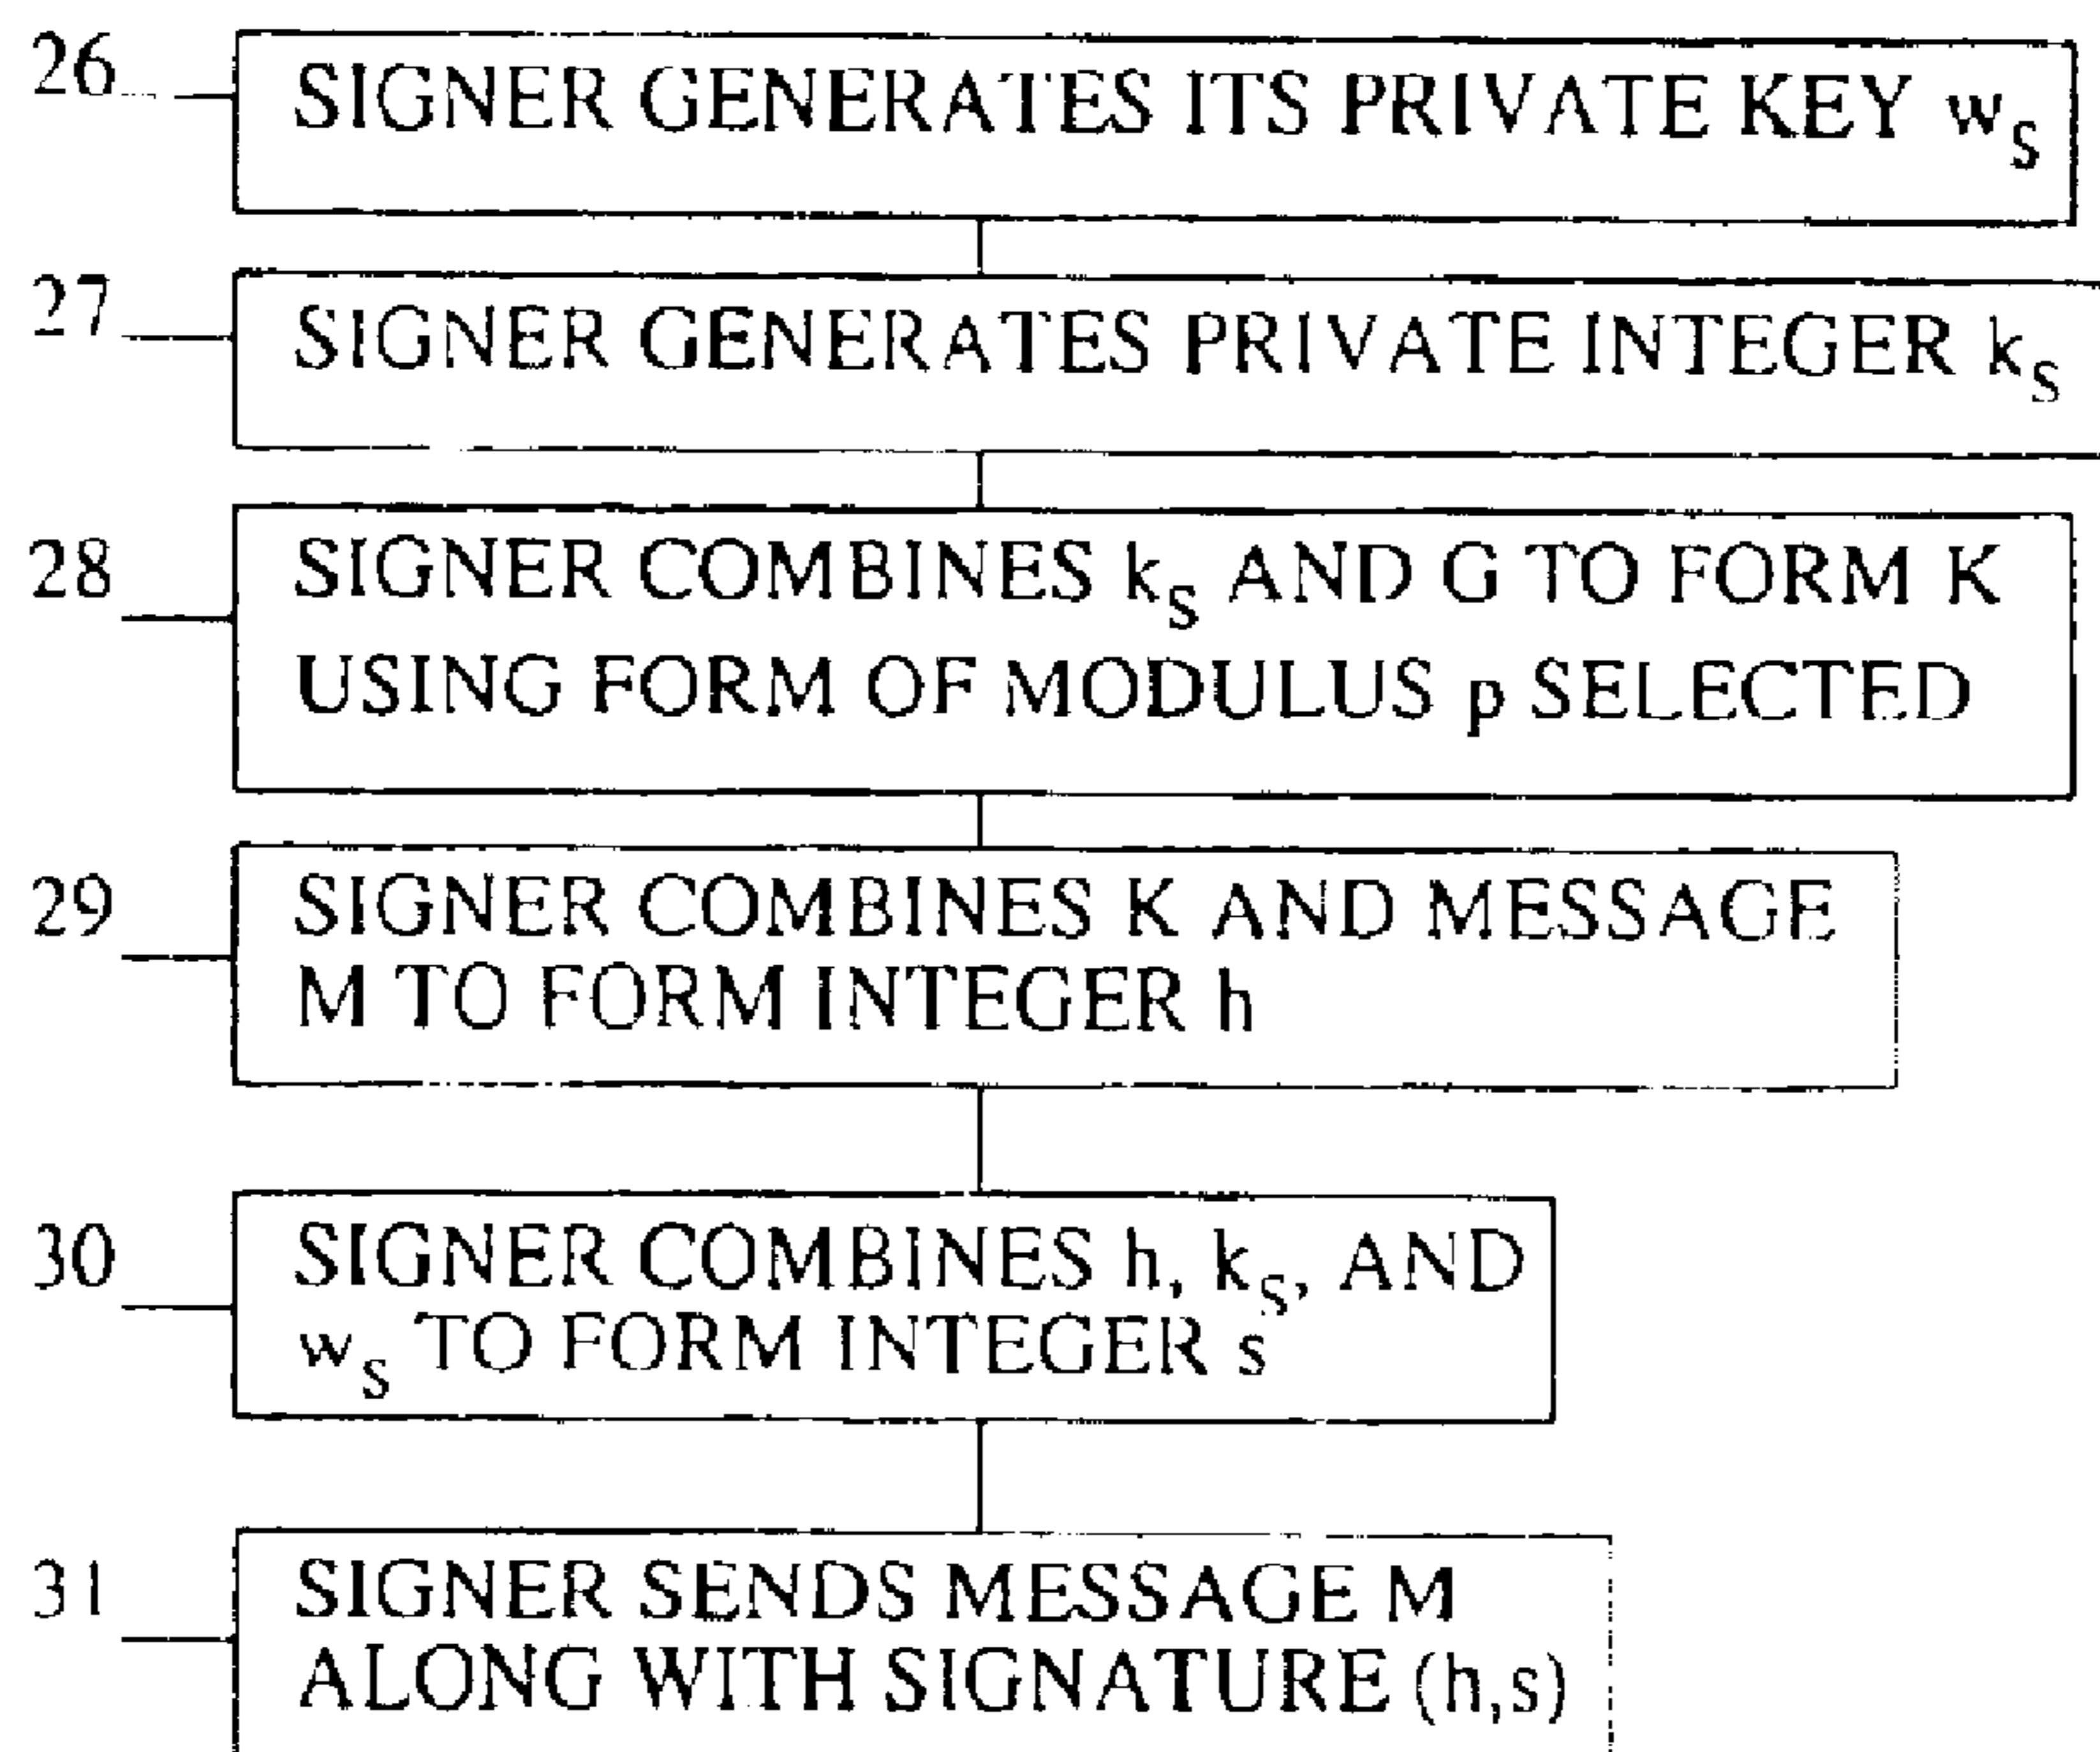 26 SIGNER GENERATES ITS PRIVATE KEY wS
27 SIGNER GENERATES PRIVATE INTEGER kS
28 SIGNER COMBINES kS AND G TO FORM K
USING FORM OF MODULUS p SELECTED
29 SIGNER COMBINES K AND MESSAGE
M TO FORM INTEGER h
30 SIGNER COMBINES h, kS, AND
wS TO FORM INTEGER s
31 SIGNER SENDS MESSAGE M
ALONG WITH SIGNATURE (h,s)